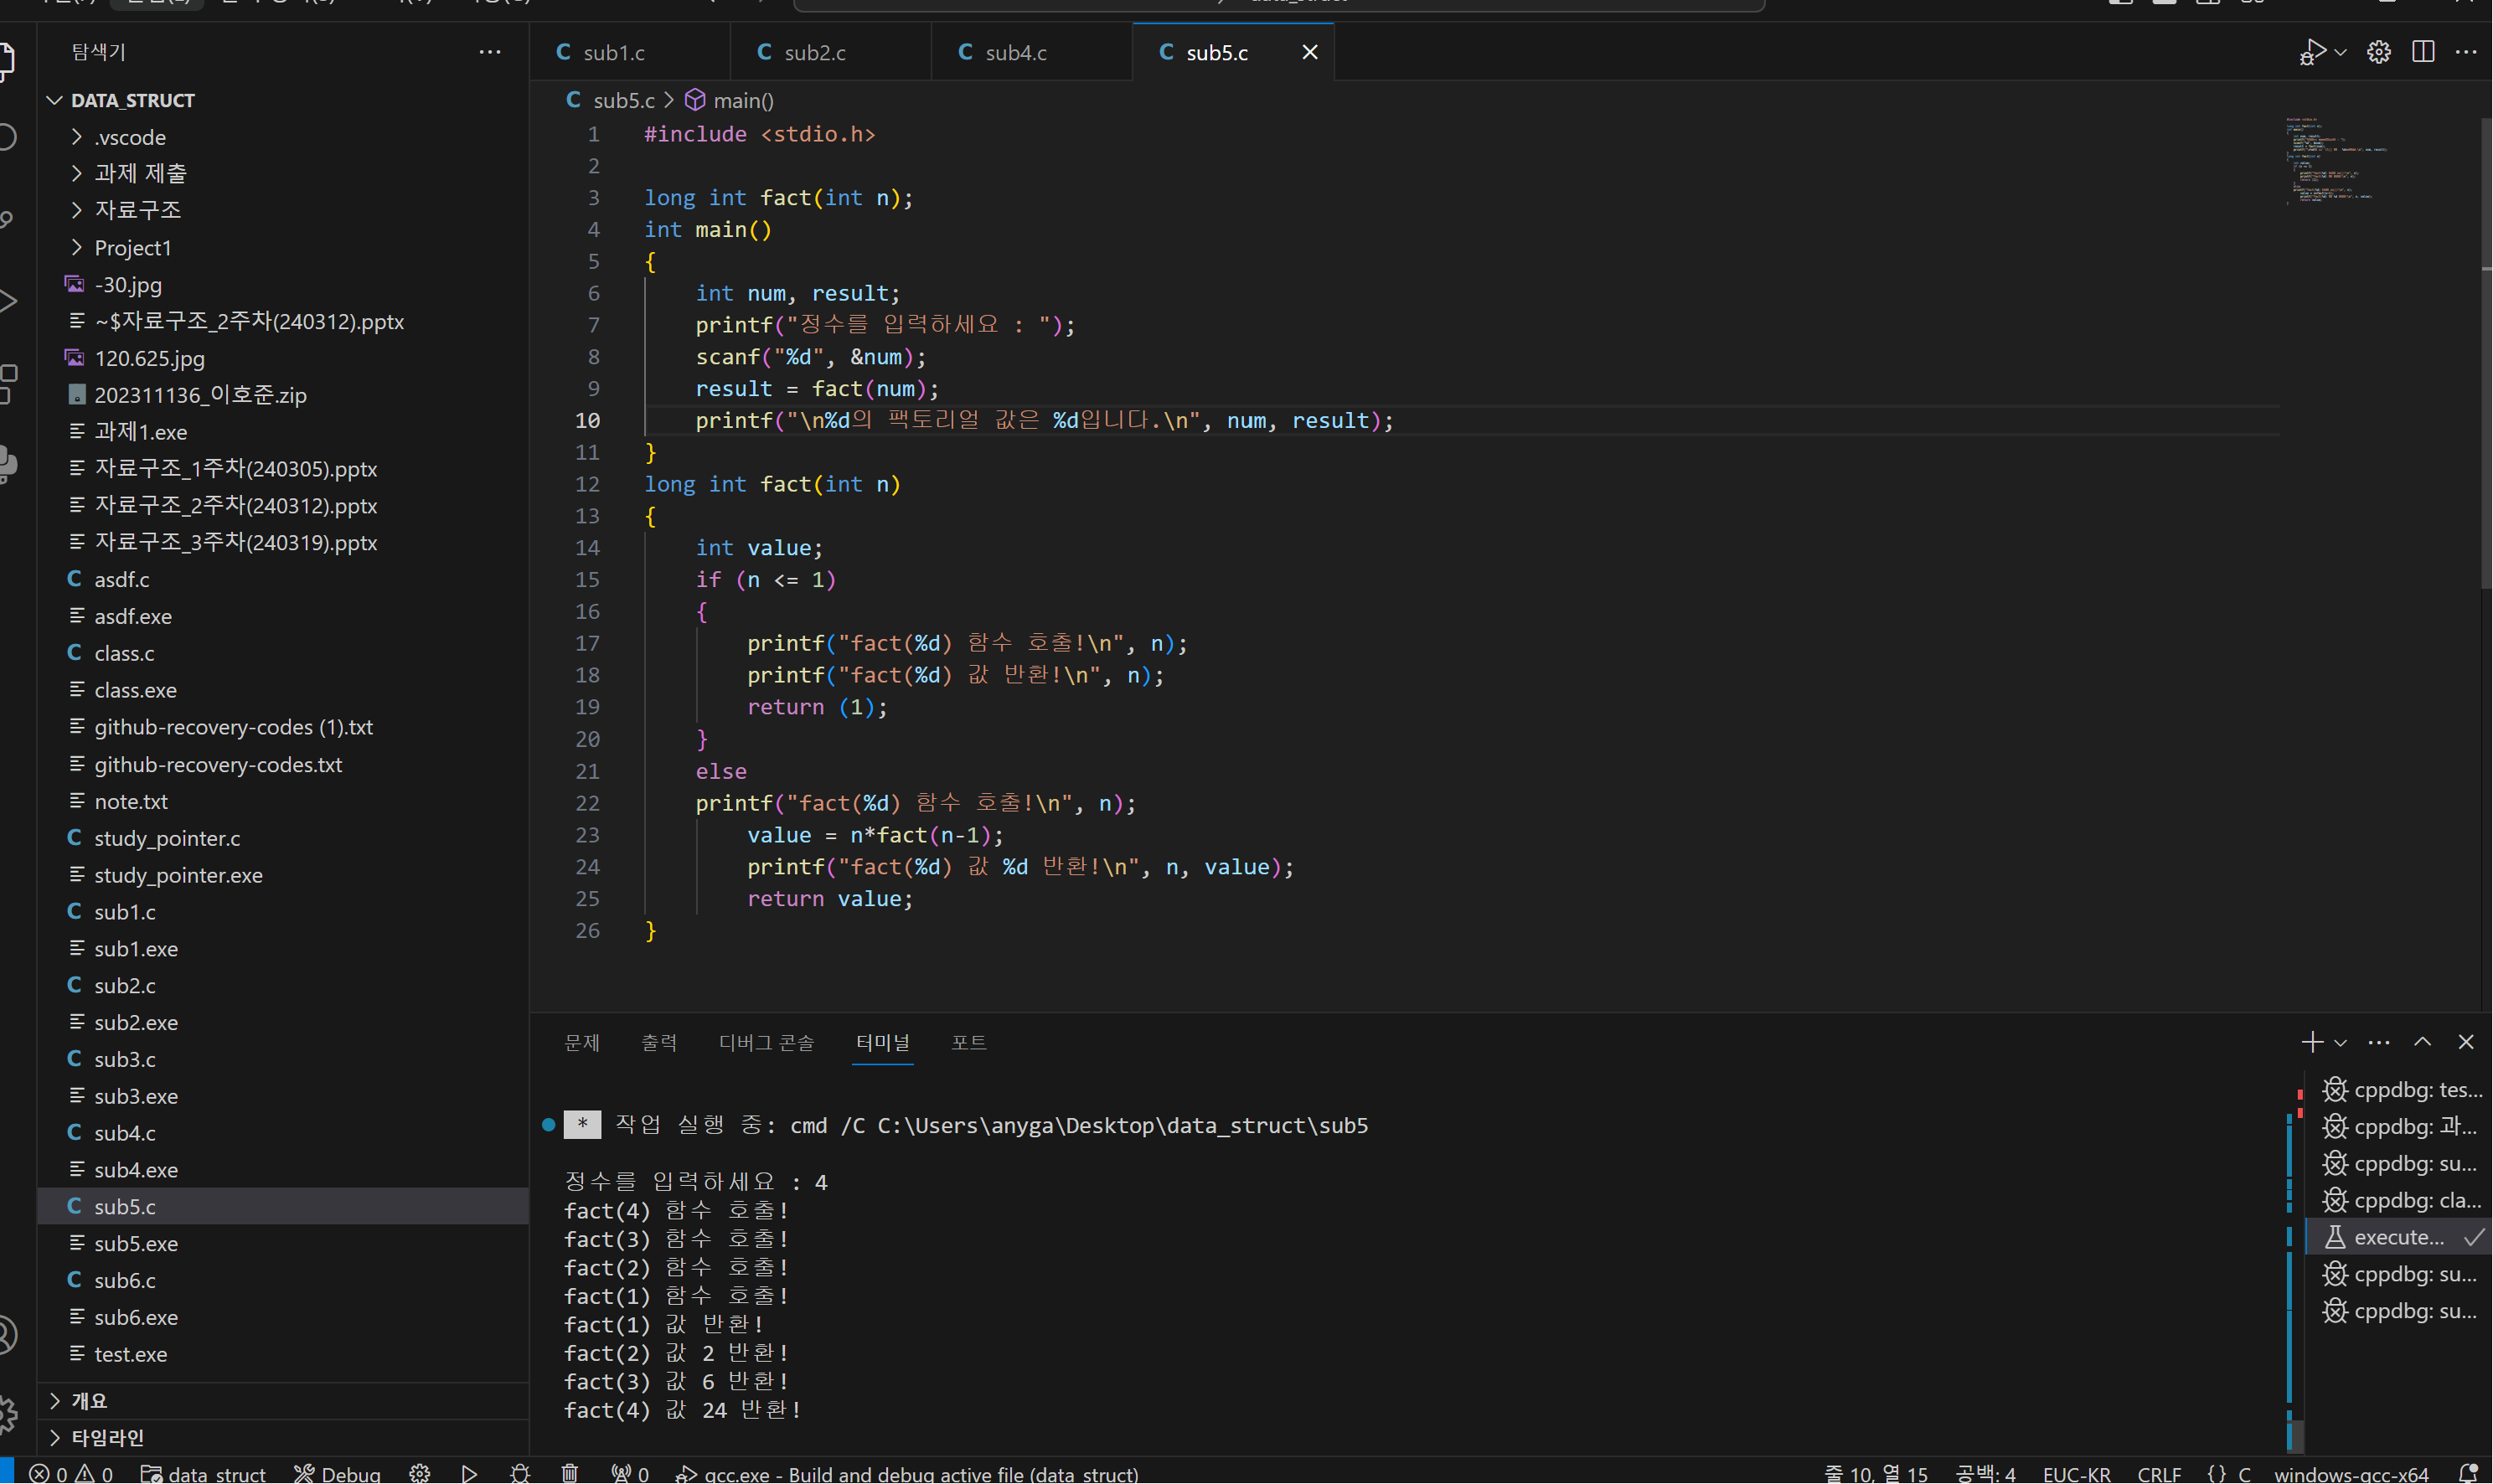 data_struct
탐색기
sub1.c
sub2.c
sub4.c
sub5.c
DATA_STRUCT
.vscode
과제 제출
자료구조
Project1
-30.jpg
~$자료구조_2주차(240312).pptx
120.625.jpg
202311136_이호준.zip
과제1.exe
자료구조_1주차(240305).pptx
자료구조_2주차(240312).pptx
자료구조_3주차(240319).pptx
asdf.c
asdf.exe
class.c
class.exe
github-recovery-codes (1).txt
github-recovery-codes.txt
note.txt
study_pointer.c
study_pointer.exe
sub1.c
sub1.exe
sub2.c
sub2.exe
sub3.c
sub3.exe
sub4.c
sub4.exe
sub5.c
sub5.exe
sub6.c
sub6.exe
test.exe
개요
타임라인
sub5.c > main()
1 #include <stdio.h>
2
3 long int fact(int n);
4 int main()
5 {
6 int num, result;
7 printf("정수를 입력하세요 : ");
8 scanf("%d", &num);
9 result = fact(num);
10 printf("\n%d의 팩토리얼 값은 %d입니다.\n", num, result);
11 }
12 long int fact(int n)
13 {
14 int value;
15 if (n <= 1)
16 {
17 printf("fact(%d) 함수 호출!\n", n);
18 printf("fact(%d) 값 반환!\n", n);
19 return (1);
20 }
21 else
22 printf("fact(%d) 함수 호출!\n", n);
23 value = n*fact(n-1);
24 printf("fact(%d) 값 %d 반환!\n", n, value);
25 return value;
26 }
문제 출력 디버그 콘솔 터미널 포트
* 작업 실행 중: cmd /C C:\Users\anyga\Desktop\data_struct\sub5
정수를 입력하세요 : 4
fact(4) 함수 호출!
fact(3) 함수 호출!
fact(2) 함수 호출!
fact(1) 함수 호출!
fact(1) 값 반환!
fact(2) 값 2 반환!
fact(3) 값 6 반환!
fact(4) 값 24 반환!
cppdbg: tes...
cppdbg: 과...
cppdbg: su...
cppdbg: cla...
execute...
cppdbg: su...
cppdbg: su...
0 0 data_struct Debug 0 gcc.exe - Build and debug active file (data_struct) 줄 10, 열 15 공백: 4 EUC-KR CRLF {} C windows-gcc-x64